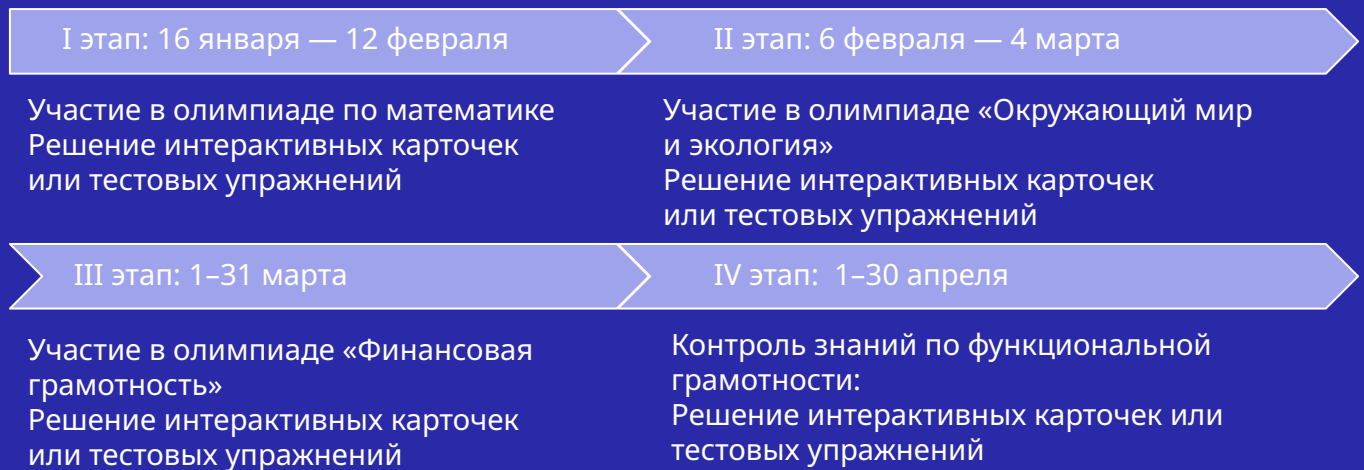 I этап: 16 января — 12 февраля
II этап: 6 февраля — 4 марта
Участие в олимпиаде по математике
Решение интерактивных карточек
или тестовых упражнений
Участие в олимпиаде «Окружающий мир
и экология»
Решение интерактивных карточек
или тестовых упражнений
III этап: 1–31 марта
IV этап:  1–30 апреля
Участие в олимпиаде «Финансовая
грамотность»
Решение интерактивных карточек
или тестовых упражнений
Контроль знаний по функциональной
грамотности:
Решение интерактивных карточек или
тестовых упражнений